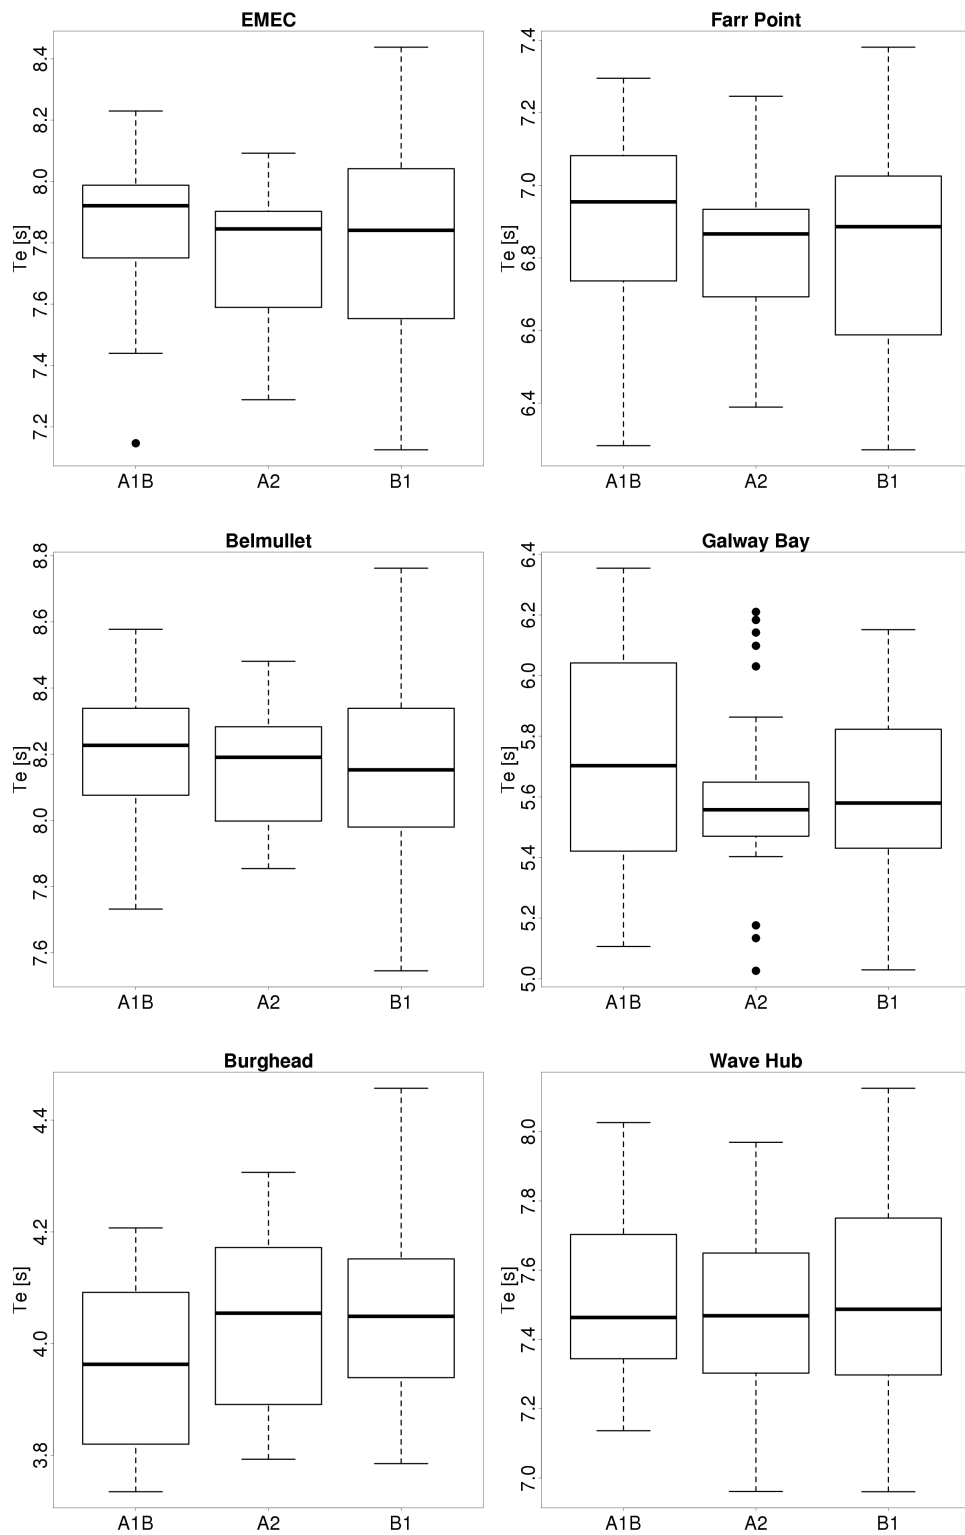 EMEC
Te [s]
8.4
8.2
8.0
7.8
7.6
7.4
7.2
A1B A2 B1
Farr Point
Te [s]
7.4
7.2
7.0
6.8
6.6
6.4
A1B A2 B1
Belmullet
Te [s]
8.8
8.6
8.4
8.2
8.0
7.8
7.6
A1B A2 B1
Galway Bay
Te [s]
6.4
6.2
6.0
5.8
5.6
5.4
5.2
5.0
A1B A2 B1
Burghead
Te [s]
4.4
4.2
4.0
3.8
A1B A2 B1
Wave Hub
Te [s]
8.0
7.8
7.6
7.4
7.2
7.0
A1B A2 B1